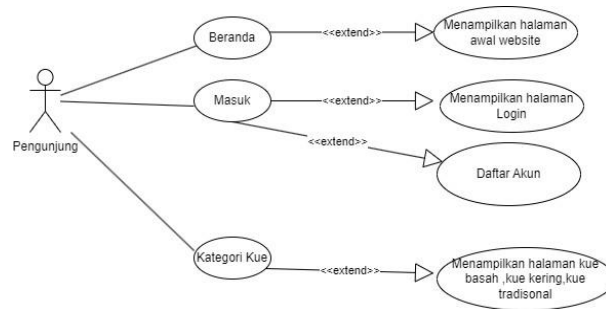 Beranda
<<extend>>
Menampilkan halaman
awal website
Masuk
<<extend>>
Menampilkan halaman
Login
Pengunjung
<<extend>>
Daftar Akun
Kategori Kue
<<extend>>
Menampilkan halaman kue
basah ,kue kering,kue
tradisonal